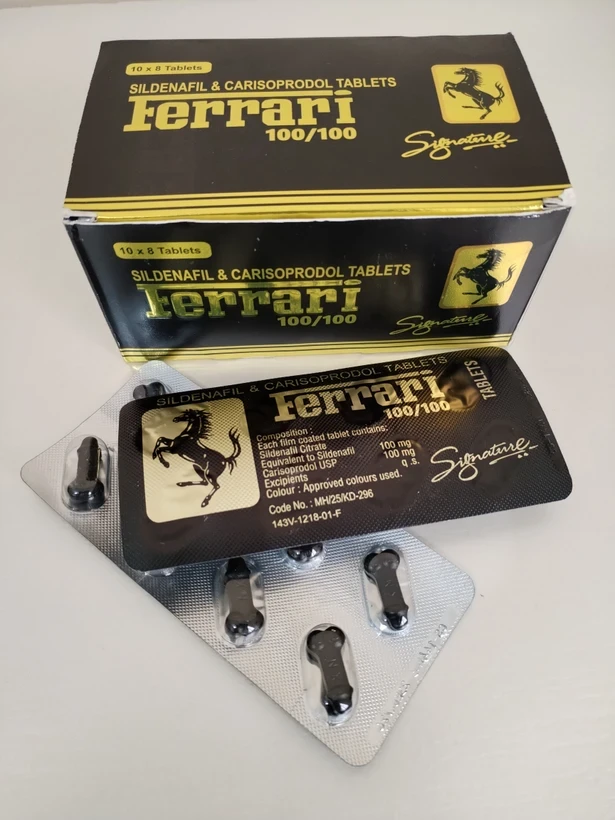 10 x 8 Tablets
SILDENAFIL & CARISOPRODOL TABLETS
Ferrari
100/100
Signature
10 x 8 Tablets
SILDENAFIL & CARISOPRODOL TABLETS
Ferrari
100/100
Signature
SILDENAFIL & CARISOPRODOL TABLETS
Ferrari
100/100
TABLETS
Composition :
Each film coated tablet contains:
Sildenafil Citrate
Equivalent to Sildenafil 100 mg
Carisoprodol USP 100 mg
Excipients q.s.
Colour : Approved colours used.
Code No. : MH/25/KD-296
143V-1218-01-F
Signature